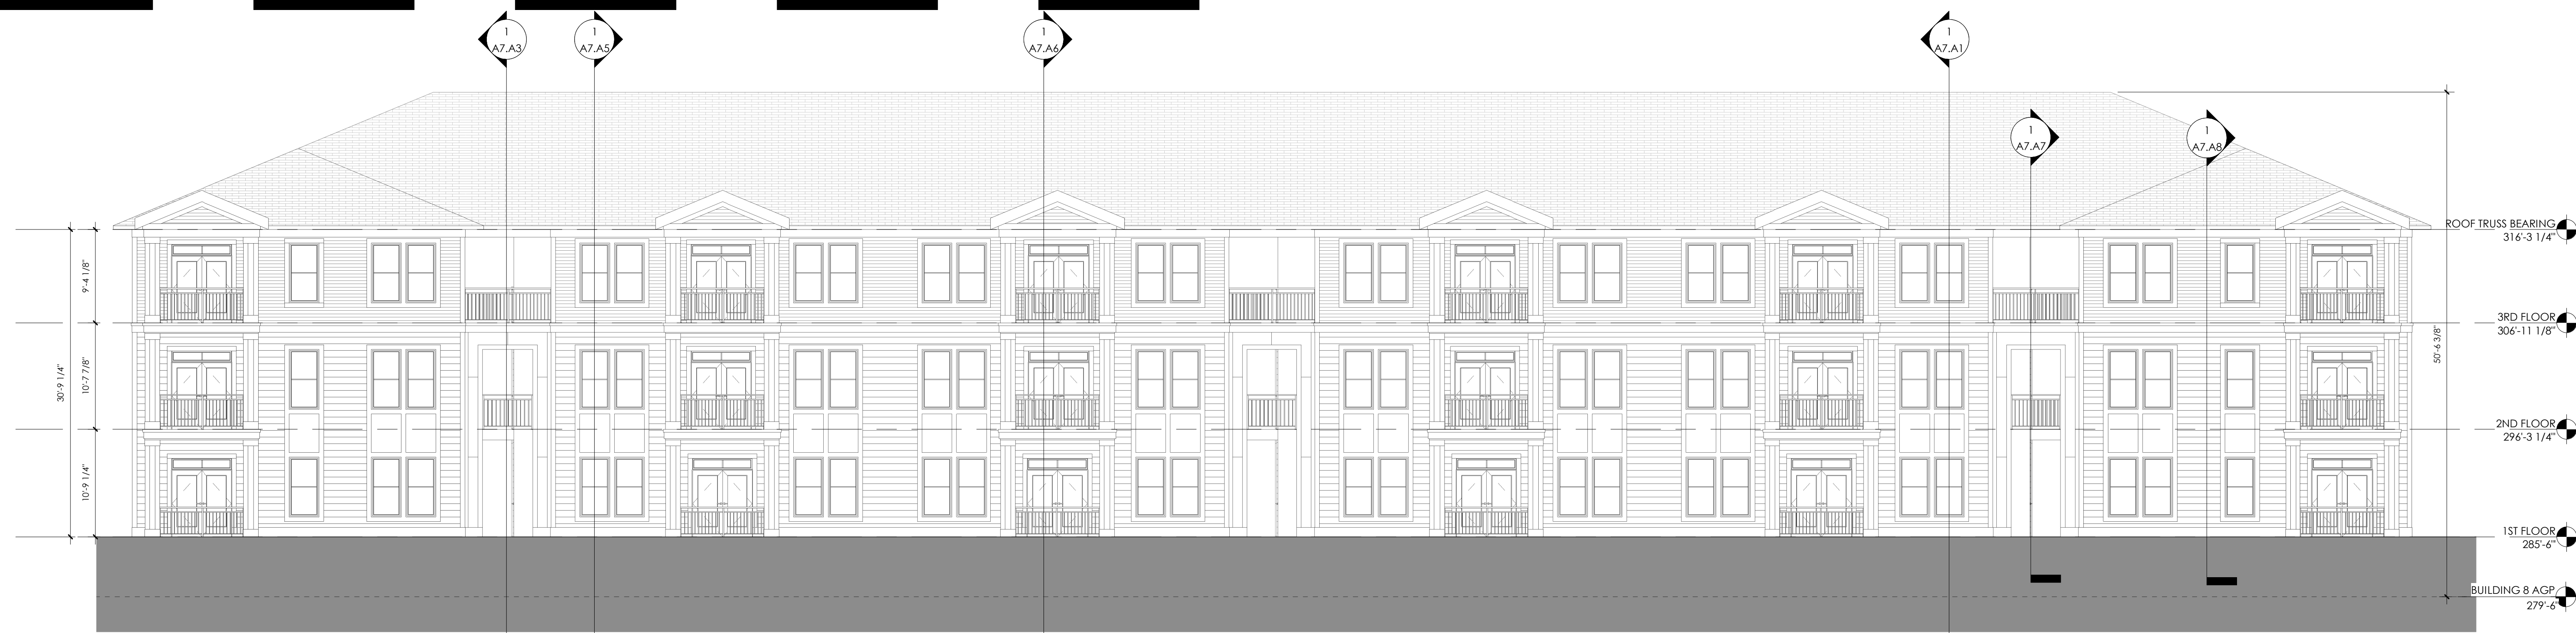 1
A7.A3
1
A7.A5
1
A7.A6
1
A7.A1
1
A7.A7
1
A7.A8
ROOF TRUSS BEARING
316'-3 1/4"
3RD FLOOR
306'-11 1/8"
2ND FLOOR
296'-3 1/4"
1ST FLOOR
285'-6"
BUILDING 8 AGP
279'-6"
30'-9 1/4"
9'-4 1/8"
10'-7 7/8"
10'-9 1/4"
50'-6 3/8"